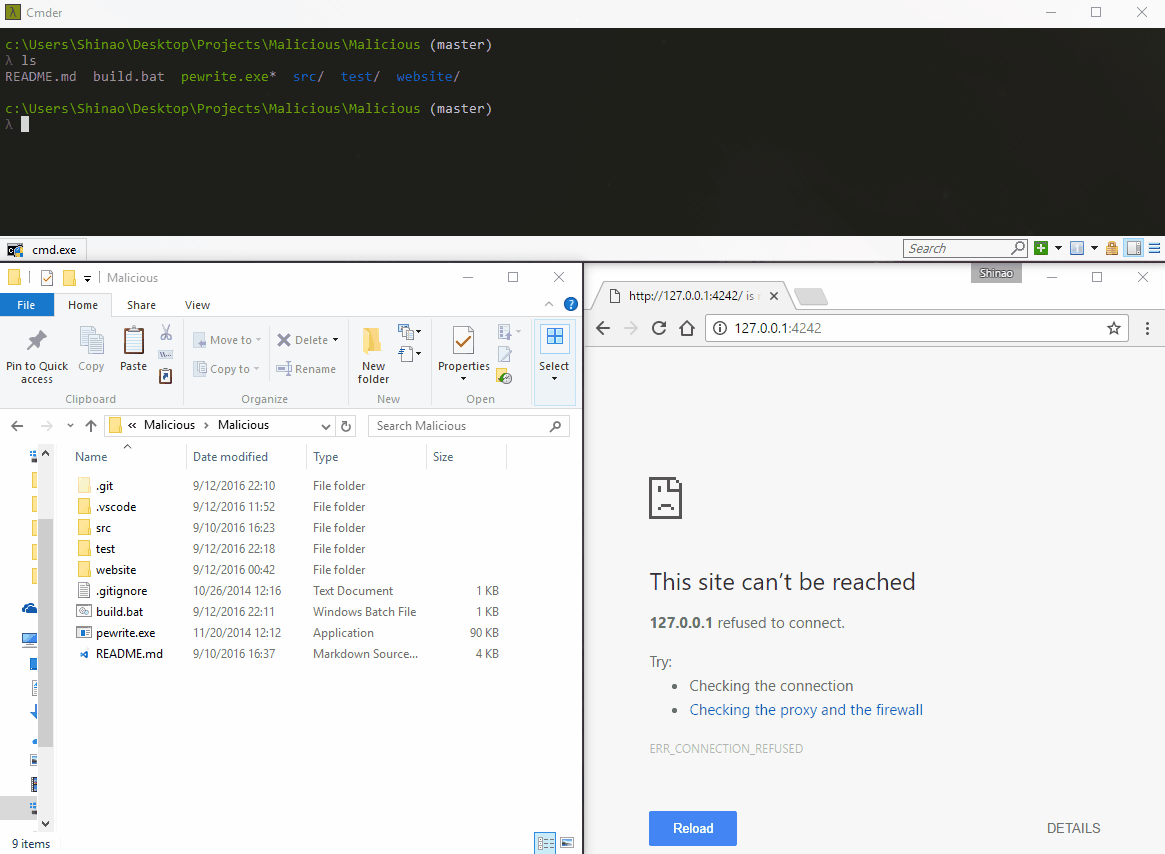 Cmder
c:\Users\Shinao\Desktop\Projects\Malicious\Malicious (master)
λ ls
README.md build.bat pewrite.exe* src/ test/ website/
c:\Users\Shinao\Desktop\Projects\Malicious\Malicious (master)
λ
cmd.exe
Search
Malicious
File Home Share View
Pin to Quick access
Copy
Paste
Move to
Copy to
Delete
Rename
New folder
Properties
Select
Clipboard Organize New Open
« Malicious › Malicious
Search Malicious
Name Date modified Type Size
.git 9/12/2016 22:10 File folder
.vscode 9/12/2016 11:52 File folder
src 9/10/2016 16:23 File folder
test 9/12/2016 22:18 File folder
website 9/12/2016 00:42 File folder
.gitignore 10/26/2014 12:16 Text Document 1 KB
build.bat 9/12/2016 22:11 Windows Batch File 1 KB
pewrite.exe 11/20/2014 12:12 Application 90 KB
README.md 9/10/2016 16:37 Markdown Source... 4 KB
9 items
Shinao
http://127.0.0.1:4242/ is
127.0.0.1:4242
This site can’t be reached
127.0.0.1 refused to connect.
Try:
• Checking the connection
• Checking the proxy and the firewall
ERR_CONNECTION_REFUSED
Reload
DETAILS